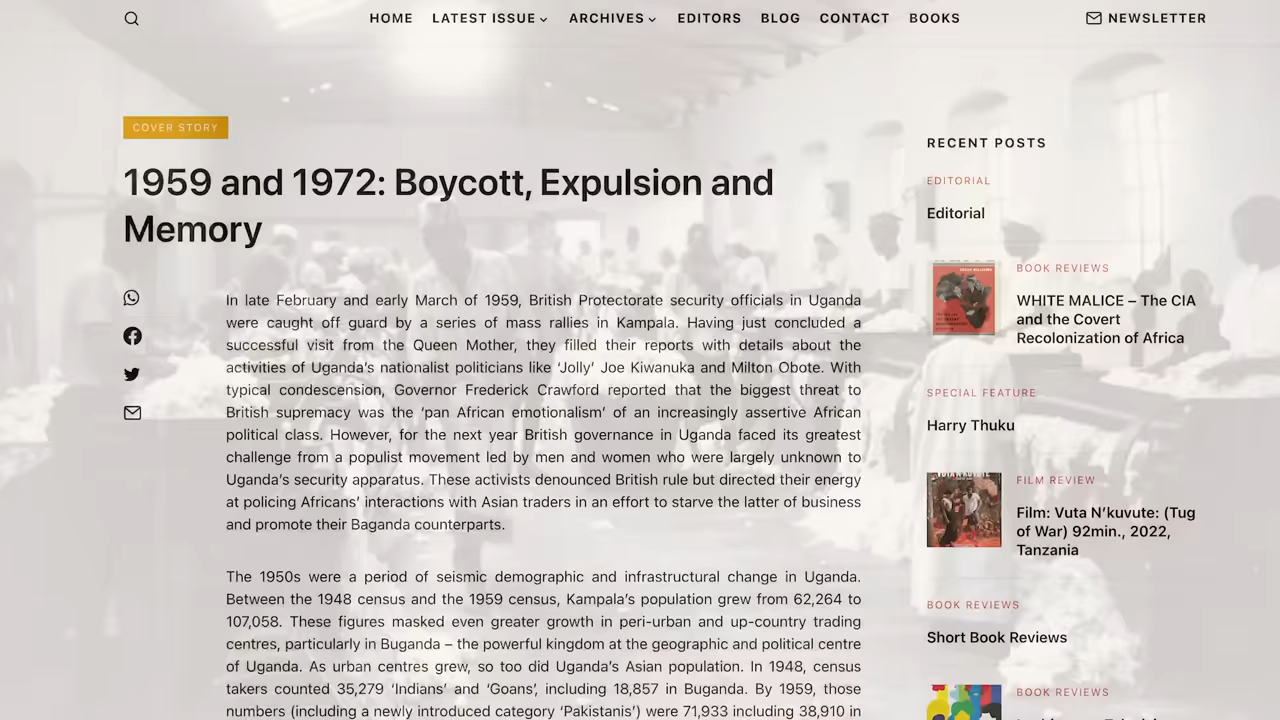 HOME LATEST ISSUE ARCHIVES EDITORS BLOG CONTACT BOOKS NEWSLETTER
COVER STORY
1959 and 1972: Boycott, Expulsion and
Memory
In late February and early March of 1959, British Protectorate security officials in Uganda
were caught off guard by a series of mass rallies in Kampala. Having just concluded a
successful visit from the Queen Mother, they filled their reports with details about the
activities of Uganda’s nationalist politicians like ‘Jolly’ Joe Kiwanuka and Milton Obote. With
typical condescension, Governor Frederick Crawford reported that the biggest threat to
British supremacy was the ‘pan African emotionalism’ of an increasingly assertive African
political class. However, for the next year British governance in Uganda faced its greatest
challenge from a populist movement led by men and women who were largely unknown to
Uganda’s security apparatus. These activists denounced British rule but directed their energy
at policing Africans’ interactions with Asian traders in an effort to starve the latter of business
and promote their Baganda counterparts.
The 1950s were a period of seismic demographic and infrastructural change in Uganda.
Between the 1948 census and the 1959 census, Kampala’s population grew from 62,264 to
107,058. These figures masked even greater growth in peri-urban and up-country trading
centres, particularly in Buganda – the powerful kingdom at the geographic and political centre
of Uganda. As urban centres grew, so too did Uganda’s Asian population. In 1948, census
takers counted 35,279 ‘Indians’ and ‘Goans’, including 18,857 in Buganda. By 1959, those
numbers (including a newly introduced category ‘Pakistanis’) were 71,933 including 38,910 in
RECENT POSTS
EDITORIAL
Editorial
BOOK REVIEWS
WHITE MALICE – The CIA
and the Covert
Recolonization of Africa
SPECIAL FEATURE
Harry Thuku
FILM REVIEW
Film: Vuta N’kuvute: (Tug
of War) 92min., 2022,
Tanzania
BOOK REVIEWS
Short Book Reviews
BOOK REVIEWS